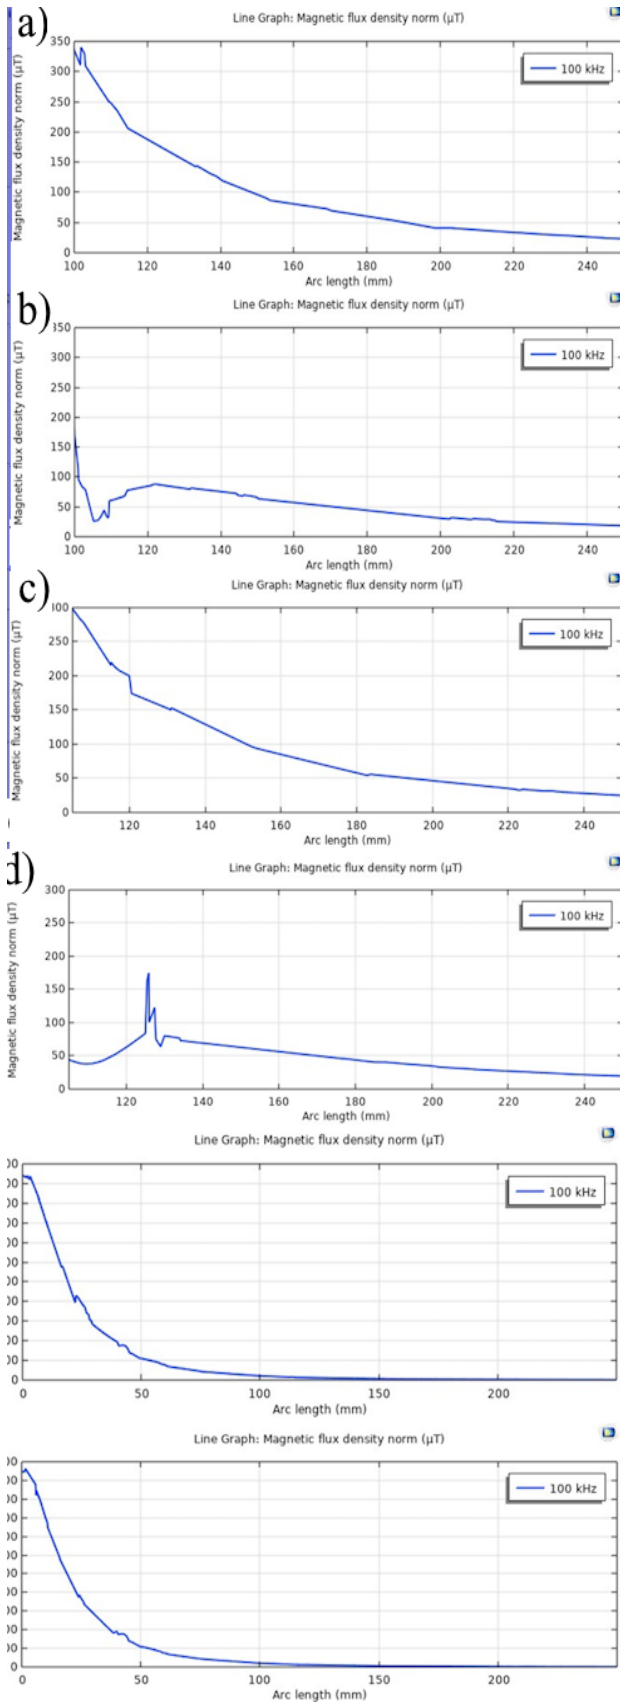 a)
Line Graph: Magnetic flux density norm (µT)
Magnetic flux density norm (µT)
350
300
250
200
150
100
50
0
100 kHz
100 120 140 160 180 200 220 240
Arc length (mm)
b)
Line Graph: Magnetic flux density norm (µT)
Magnetic flux density norm (µT)
350
300
250
200
150
100
50
0
100 kHz
100 120 140 160 180 200 220 240
Arc length (mm)
c)
Line Graph: Magnetic flux density norm (µT)
Magnetic flux density norm (µT)
300
250
200
150
100
50
0
100 kHz
120 140 160 180 200 220 240
Arc length (mm)
d)
Line Graph: Magnetic flux density norm (µT)
Magnetic flux density norm (µT)
300
250
200
150
100
50
0
100 kHz
120 140 160 180 200 220 240
Arc length (mm)
Line Graph: Magnetic flux density norm (µT)
100 kHz
0 50 100 150 200
Arc length (mm)
Line Graph: Magnetic flux density norm (µT)
100 kHz
0 50 100 150 200
Arc length (mm)